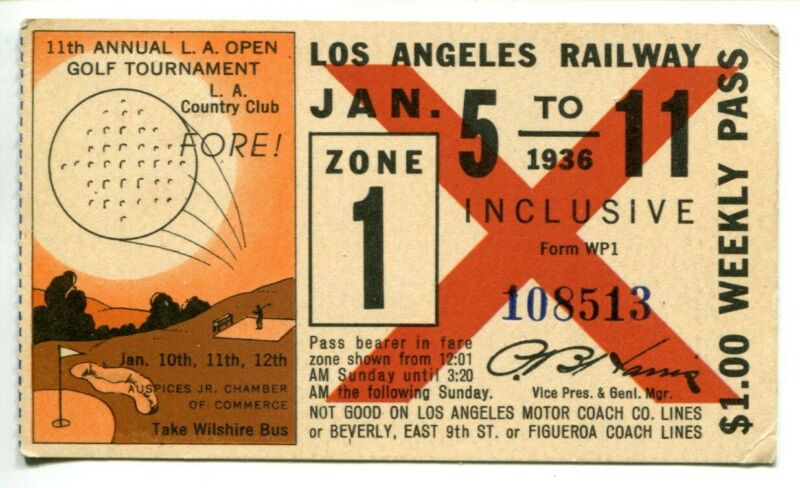 11th ANNUAL L. A. OPEN
GOLF TOURNAMENT
L. A.
Country Club
FORE!
Jan. 10th, 11th, 12th
AUSPICES JR. CHAMBER
OF COMMERCE
Take Wilshire Bus
LOS ANGELES RAILWAY
JAN. 5 TO 11
1936
ZONE
1
INCLUSIVE
Form WP1
108513
Pass bearer in fare
zone shown from 12:01
AM Sunday until 3:20
AM the following Sunday.
P. B. Harris
Vice Pres. & Genl. Mgr.
NOT GOOD ON LOS ANGELES MOTOR COACH CO. LINES
or BEVERLY, EAST 9TH ST. or FIGUEROA COACH LINES
$1.00 WEEKLY PASS